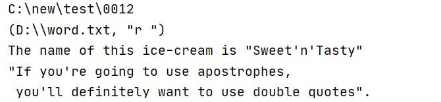 C:\new\test\0012
(D:\\word.txt, "r ")
The name of this ice-cream is "Sweet'n'Tasty"
"If you're going to use apostrophes,
 you'll definitely want to use double quotes".